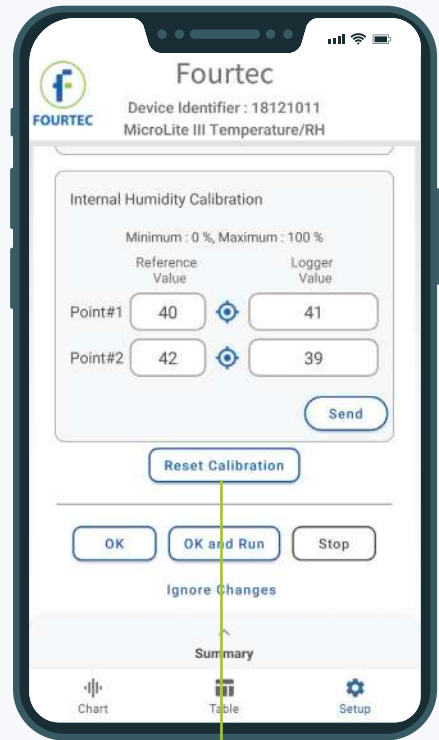 Fourtec
FOURTEC
Device Identifier : 18121011
MicroLite III Temperature/RH
Internal Humidity Calibration
Minimum : 0 %, Maximum : 100 %
Reference Value
Logger Value
Point#1 40 41
Point#2 42 39
Send
Reset Calibration
OK OK and Run Stop
Ignore Changes
Summary
Chart Table Setup